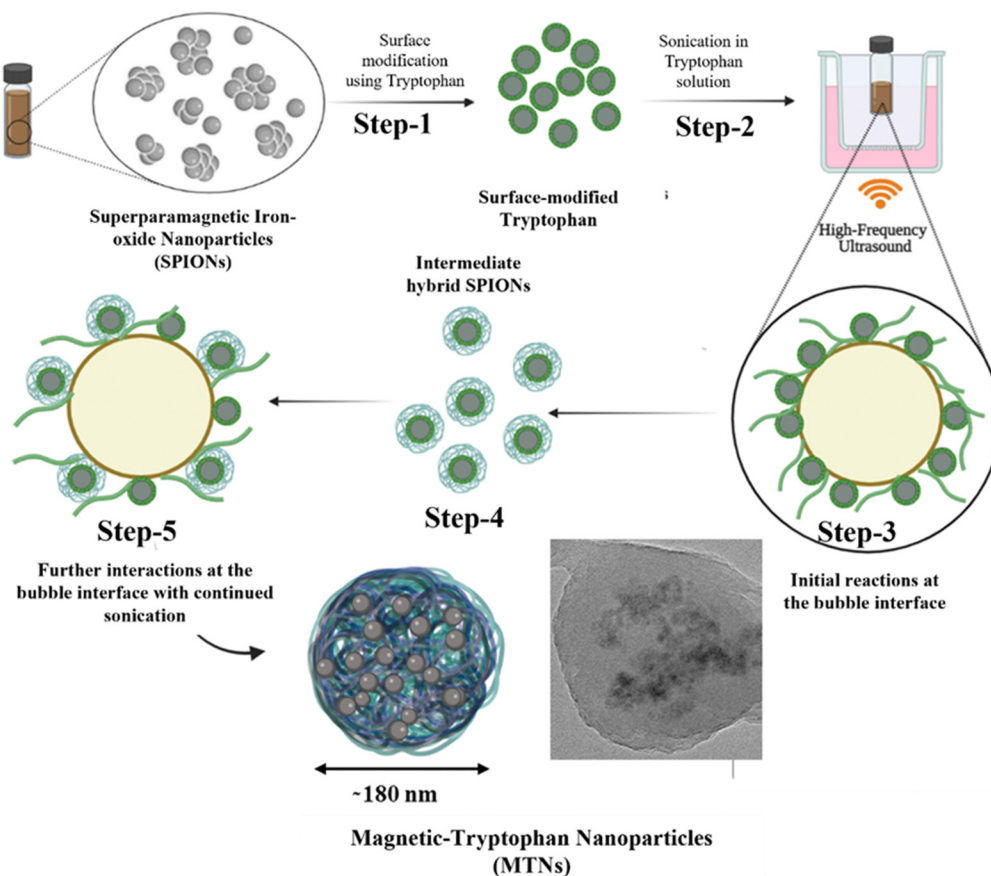 Surface
modification
using Tryptophan
Step-1
Sonication in
Tryptophan
solution
Step-2
Superparamagnetic Iron-
oxide Nanoparticles
(SPIONs)
Surface-modified
Tryptophan
High-Frequency
Ultrasound
Intermediate
hybrid SPIONs
Step-5
Step-4
Step-3
Further interactions at the
bubble interface with continued
sonication
Initial reactions at
the bubble interface
~180 nm
Magnetic-Tryptophan Nanoparticles
(MTNs)